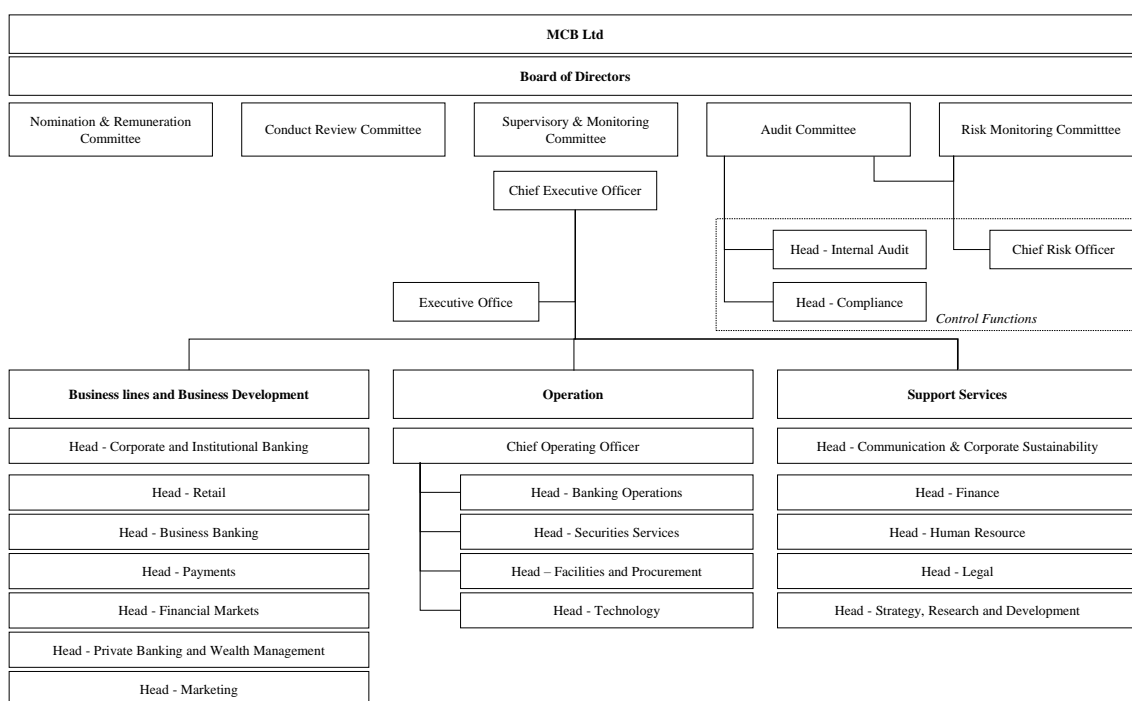 MCB Ltd
Board of Directors
Nomination & Remuneration
Committee
Conduct Review Committee
Supervisory & Monitoring
Committee
Audit Committee
Risk Monitoring Committtee
Chief Executive Officer
Head - Internal Audit
Chief Risk Officer
Executive Office
Head - Compliance
Control Functions
Business lines and Business Development
Operation
Support Services
Head - Corporate and Institutional Banking
Chief Operating Officer
Head - Communication & Corporate Sustainability
Head - Retail
Head - Banking Operations
Head - Finance
Head - Business Banking
Head - Securities Services
Head - Human Resource
Head - Payments
Head – Facilities and Procurement
Head - Legal
Head - Financial Markets
Head - Technology
Head - Strategy, Research and Development
Head - Private Banking and Wealth Management
Head - Marketing